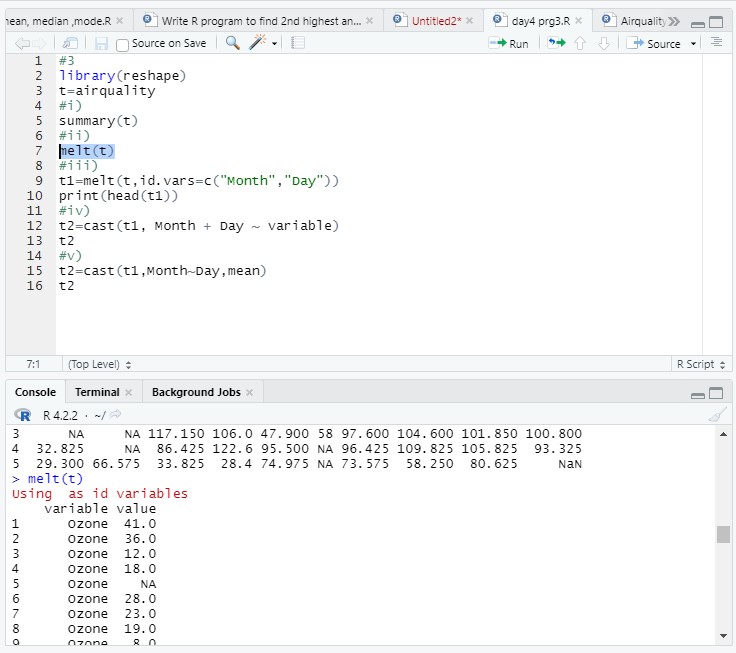 nean, median ,mode.R Write R program to find 2nd highest an... Untitled2* day4 prg3.R Airquality
Source on Save Run Source
1 #3
2 library(reshape)
3 t=airquality
4 #i)
5 summary(t)
6 #ii)
7 melt(t)
8 #iii)
9 t1=melt(t,id.vars=c("Month","Day"))
10 print(head(t1))
11 #iv)
12 t2=cast(t1, Month + Day ~ variable)
13 t2
14 #v)
15 t2=cast(t1,Month~Day,mean)
16 t2
7:1 (Top Level) R Script
Console Terminal Background Jobs
R 4.2.2 · ~/
3 NA NA 117.150 106.0 47.900 58 97.600 104.600 101.850 100.800
4 32.825 NA 86.425 122.6 95.500 NA 96.425 109.825 105.825 93.325
5 29.300 66.575 33.825 28.4 74.975 NA 73.575 58.250 80.625 NaN
> melt(t)
Using as id variables
variable value
1 Ozone 41.0
2 Ozone 36.0
3 Ozone 12.0
4 Ozone 18.0
5 Ozone NA
6 Ozone 28.0
7 Ozone 23.0
8 Ozone 19.0
9 Ozone 8.0